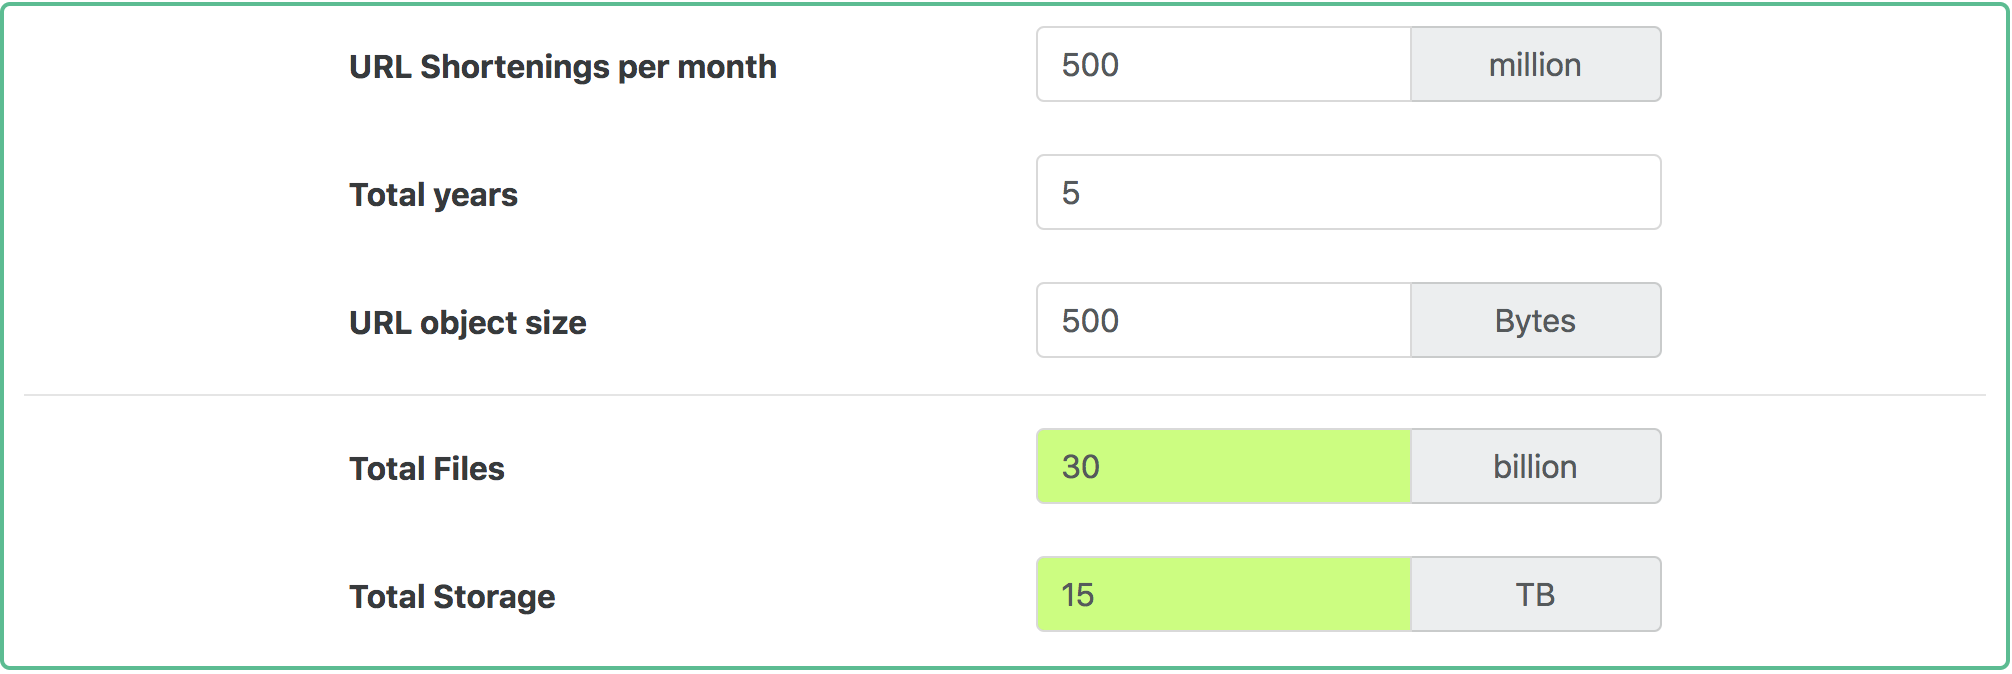 URL Shortenings per month 500 million
Total years 5
URL object size 500 Bytes
Total Files 30 billion
Total Storage 15 TB